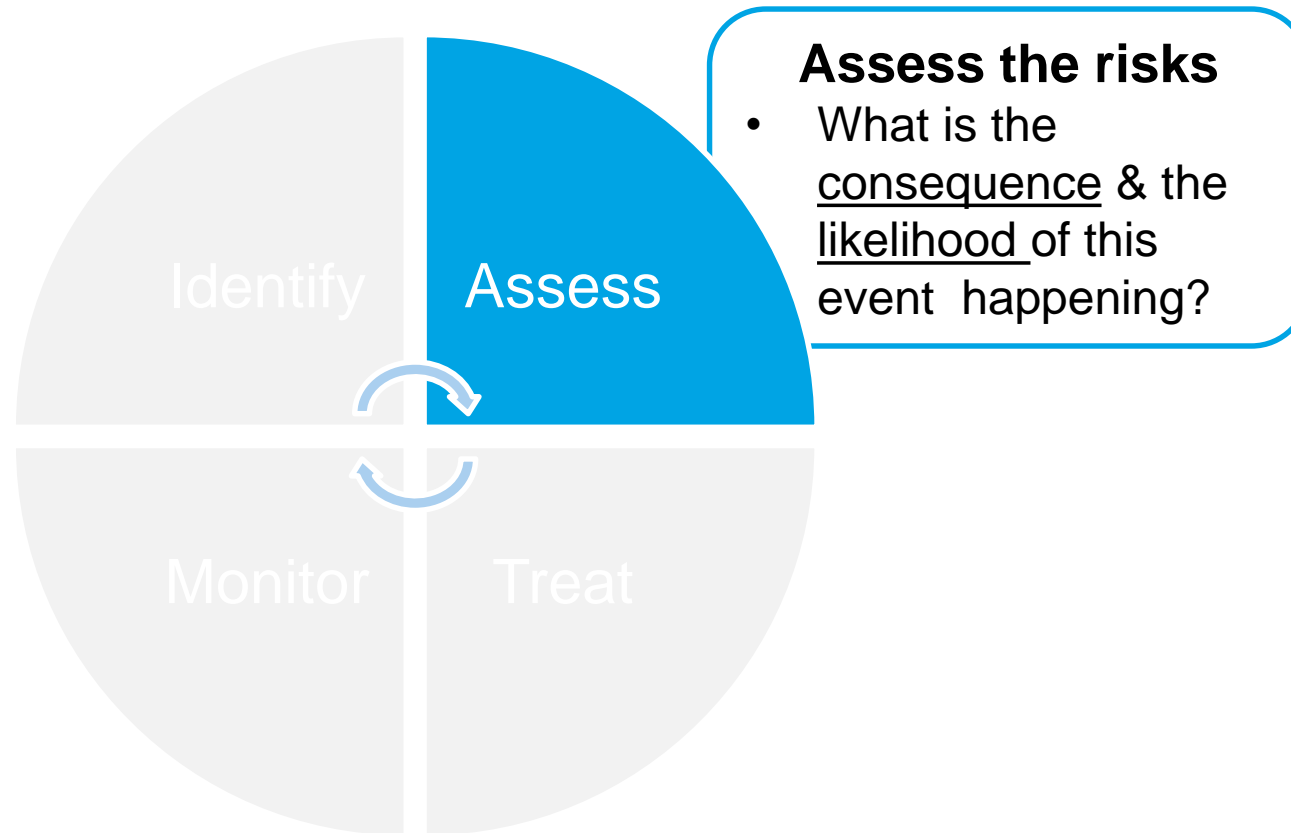 Assess the risks
• What is the
consequence & the
likelihood of this
event  happening?
Identify
Assess
Monitor
Treat